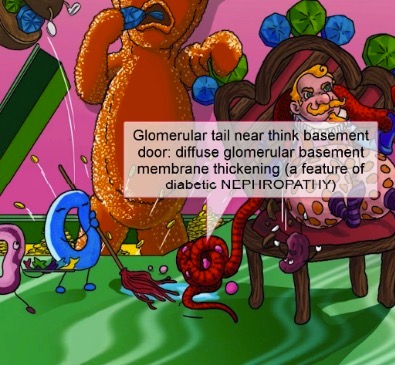 Glomerular tail near think basement
door: diffuse glomerular basement
membrane thickening (a feature of
diabetic NEPHROPATHY)